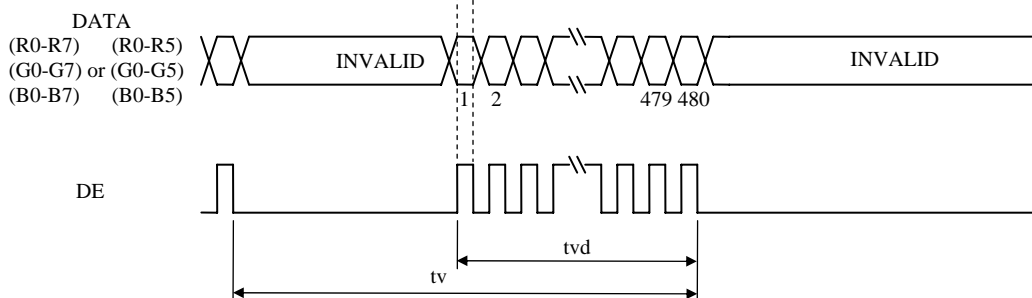 DATA
(R0-R7) (R0-R5)
(G0-G7) or (G0-G5)
(B0-B7) (B0-B5)
INVALID
INVALID
1 2 479 480
DE
tvd
tv